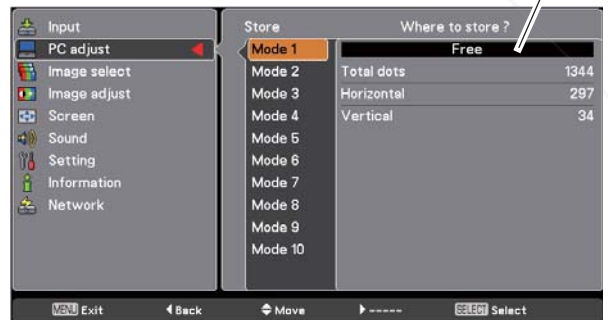 Input
PC adjust
Image select
Image adjust
Screen
Sound
Setting
Information
Network
Store
Mode 1
Mode 2
Mode 3
Mode 4
Mode 5
Mode 6
Mode 7
Mode 8
Mode 9
Mode 10
Where to store ?
Free
Total dots 1344
Horizontal 297
Vertical 34
MENU Exit Back Move ----- SELECT Select